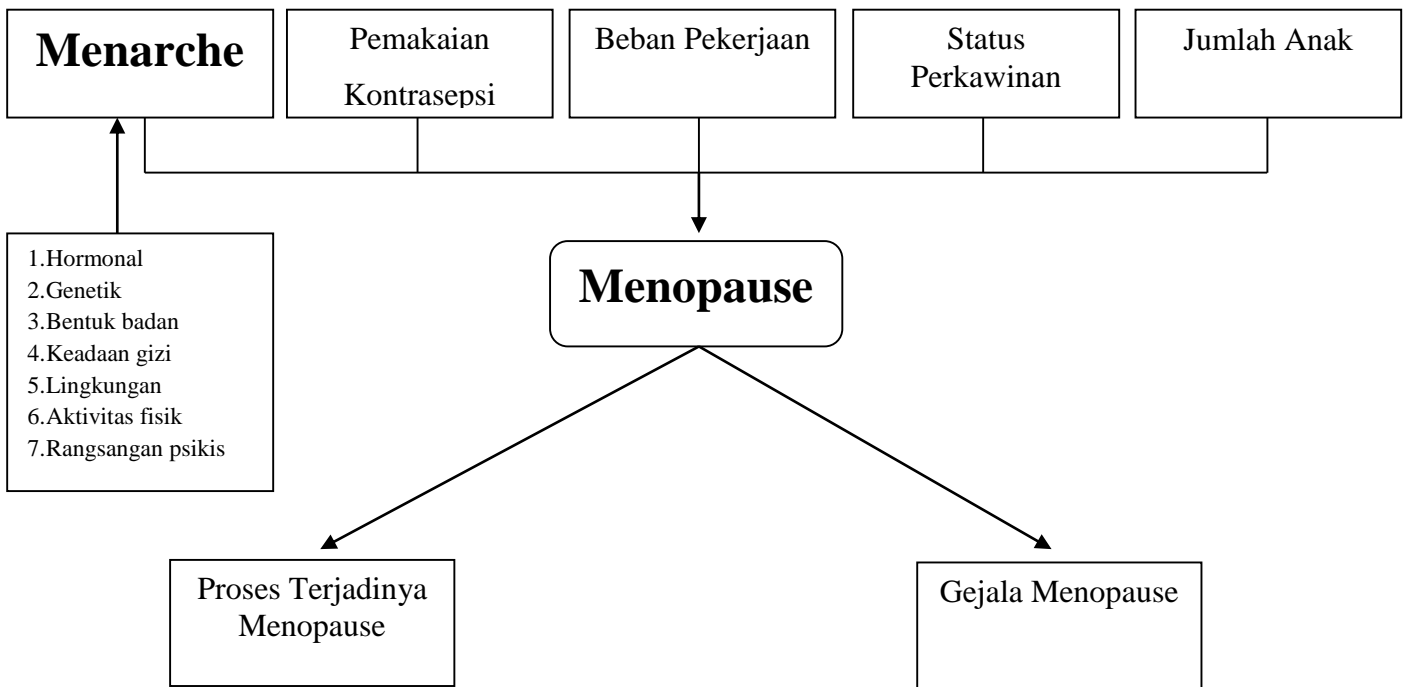 Menarche
Pemakaian
Kontrasepsi
Beban Pekerjaan
Status
Perkawinan
Jumlah Anak
1.Hormonal
2.Genetik
3.Bentuk badan
4.Keadaan gizi
5.Lingkungan
6.Aktivitas fisik
7.Rangsangan psikis
Menopause
Proses Terjadinya
Menopause
Gejala Menopause